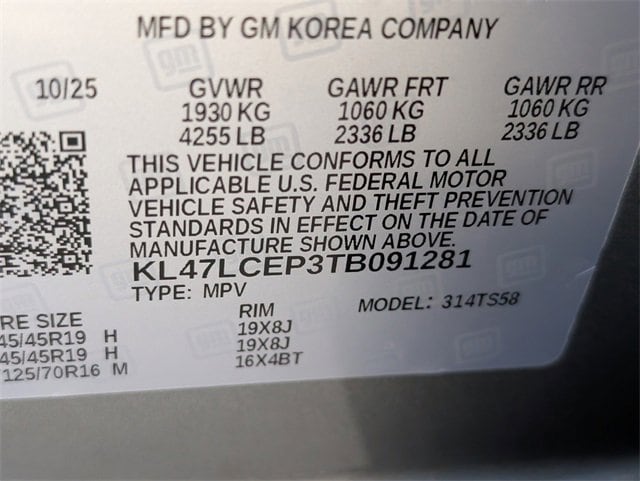 MFD BY GM KOREA COMPANY
10/25 GVWR GAWR FRT GAWR RR
1930 KG 1060 KG 1060 KG
4255 LB 2336 LB 2336 LB
THIS VEHICLE CONFORMS TO ALL
APPLICABLE U.S. FEDERAL MOTOR
VEHICLE SAFETY AND THEFT PREVENTION
STANDARDS IN EFFECT ON THE DATE OF
MANUFACTURE SHOWN ABOVE.
KL47LCEP3TB091281
TYPE: MPV MODEL: 314TS58
RE SIZE RIM
45/45R19 H 19X8J
45/45R19 H 19X8J
125/70R16 M 16X4BT